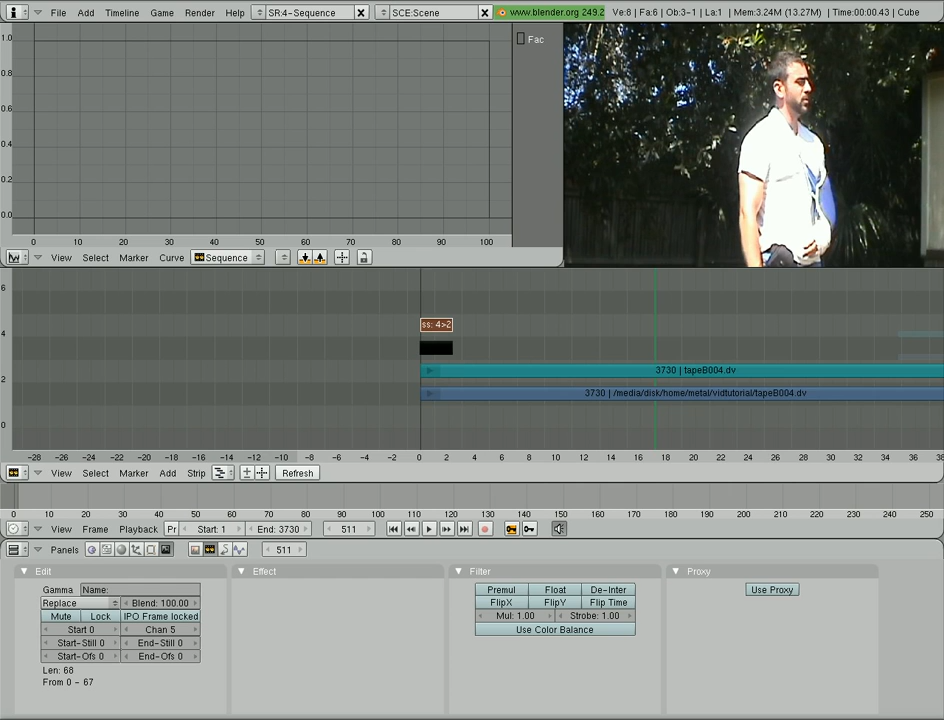 File Add Timeline Game Render Help SR:4-Sequence SCE:Scene www.blender.org 249.2 Ve:8 | Fa:6 | Ob:3-1 | La:1 | Mem:3.24M (13.27M) | Time:00:00.43 | Cube
1.0
0.8
0.6
0.4
0.2
0.0
Fac
0 10 20 30 40 50 60 70 80 90 100
View Select Marker Curve Sequence
6
4
2
0
ss: 4>2
3730 | tapeB004.dv
3730 | /media/disk/home/metal/vidtutorial/tapeB004.dv
-28 -26 -24 -22 -20 -18 -16 -14 -12 -10 -8 -6 -4 -2 0 2 4 6 8 10 12 14 16 18 20 22 24 26 28 30 32 34 36 38
View Select Marker Add Strip Refresh
0 10 20 30 40 50 60 70 80 90 100 110 120 130 140 150 160 170 180 190 200 210 220 230 240 250
View Frame Playback Pr Start: 1 End: 3730 511
Panels 511
Edit Effect Filter Proxy
Gamma Name:
Replace Blend: 100.00
Mute Lock IPO Frame locked
Start 0 Chan 5
Start-Still 0 End-Still 0
Start-Ofs 0 End-Ofs 0
Len: 68
From 0 - 67
Premul Float De-Inter
FlipX FlipY Flip Time
Mul: 1.00 Strobe: 1.00
Use Color Balance
Use Proxy